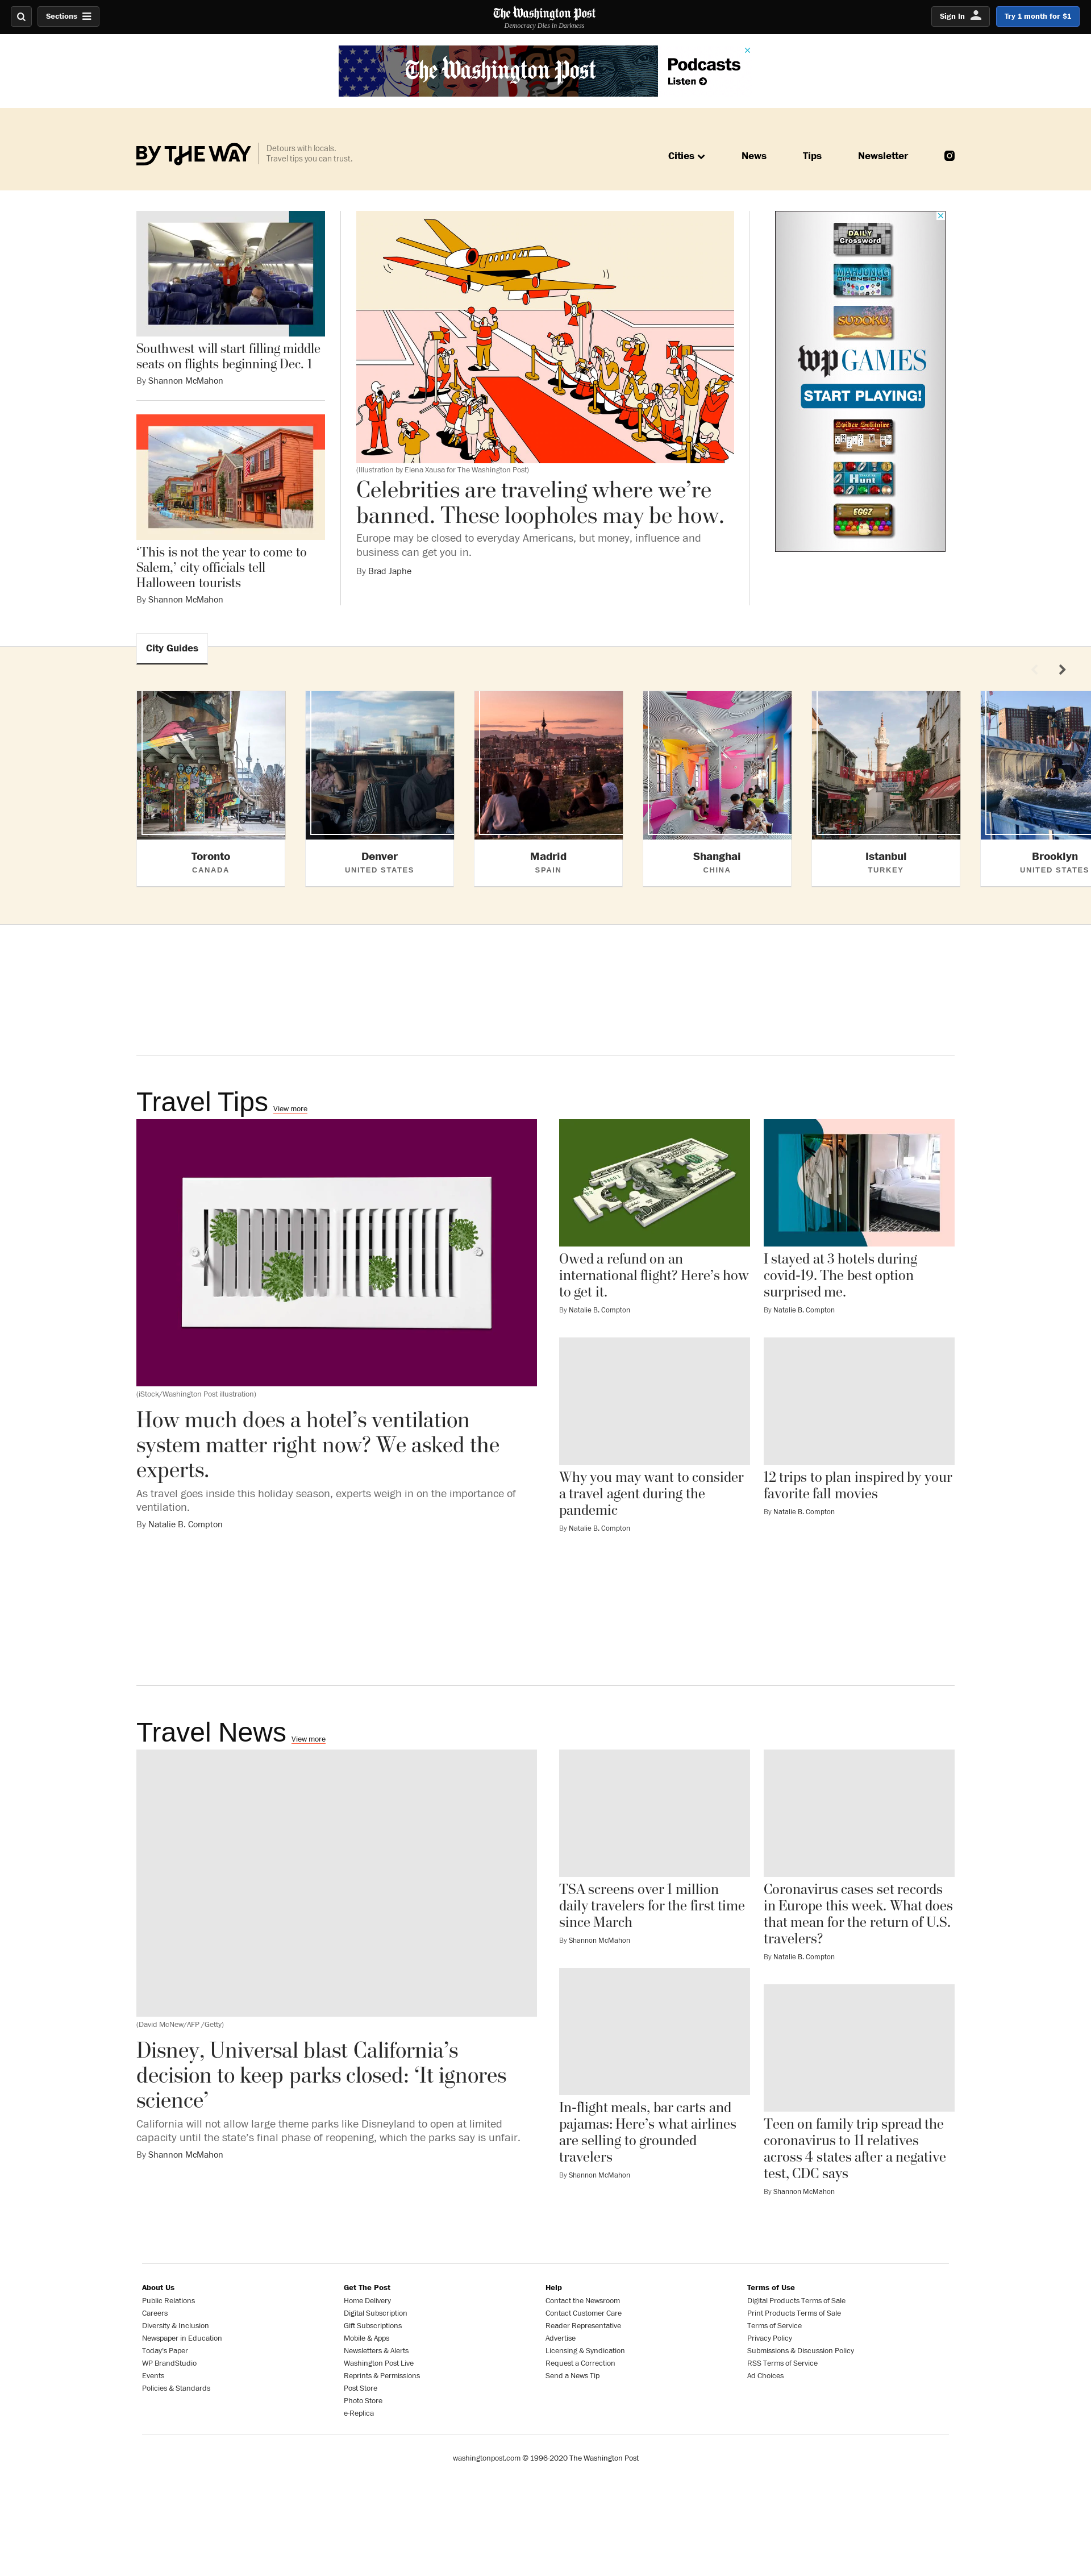 Sections
The Washington Post
Democracy Dies in Darkness
Sign In
Try 1 month for $1
The Washington Post
Podcasts
Listen
BY THE WAY
Detours with locals.
Travel tips you can trust.
Cities
News
Tips
Newsletter
Southwest will start filling middle
seats on flights beginning Dec. 1
By Shannon McMahon
‘This is not the year to come to
Salem,’ city officials tell
Halloween tourists
By Shannon McMahon
(Illustration by Elena Xausa for The Washington Post)
Celebrities are traveling where we’re
banned. These loopholes may be how.
Europe may be closed to everyday Americans, but money, influence and
business can get you in.
By Brad Japhe
DAILY
Crossword
MAHJONGG
DIMENSIONS
SUDOKU
wp GAMES
START PLAYING!
Spider Solitaire
Hunt
EGGZ
City Guides
Toronto
CANADA
Denver
UNITED STATES
Madrid
SPAIN
Shanghai
CHINA
Istanbul
TURKEY
Brooklyn
UNITED STATES
Travel Tips View more
(iStock/Washington Post illustration)
How much does a hotel’s ventilation
system matter right now? We asked the
experts.
As travel goes inside this holiday season, experts weigh in on the importance of
ventilation.
By Natalie B. Compton
Owed a refund on an
international flight? Here’s how
to get it.
By Natalie B. Compton
I stayed at 3 hotels during
covid-19. The best option
surprised me.
By Natalie B. Compton
Why you may want to consider
a travel agent during the
pandemic
By Natalie B. Compton
12 trips to plan inspired by your
favorite fall movies
By Natalie B. Compton
Travel News View more
(David McNew/AFP /Getty)
Disney, Universal blast California’s
decision to keep parks closed: ‘It ignores
science’
California will not allow large theme parks like Disneyland to open at limited
capacity until the state’s final phase of reopening, which the parks say is unfair.
By Shannon McMahon
TSA screens over 1 million
daily travelers for the first time
since March
By Shannon McMahon
Coronavirus cases set records
in Europe this week. What does
that mean for the return of U.S.
travelers?
By Natalie B. Compton
In-flight meals, bar carts and
pajamas: Here’s what airlines
are selling to grounded
travelers
By Shannon McMahon
Teen on family trip spread the
coronavirus to 11 relatives
across 4 states after a negative
test, CDC says
By Shannon McMahon
About Us
Public Relations
Careers
Diversity & Inclusion
Newspaper in Education
Today's Paper
WP BrandStudio
Events
Policies & Standards
Get The Post
Home Delivery
Digital Subscription
Gift Subscriptions
Mobile & Apps
Newsletters & Alerts
Washington Post Live
Reprints & Permissions
Post Store
Photo Store
e-Replica
Help
Contact the Newsroom
Contact Customer Care
Reader Representative
Advertise
Licensing & Syndication
Request a Correction
Send a News Tip
Terms of Use
Digital Products Terms of Sale
Print Products Terms of Sale
Terms of Service
Privacy Policy
Submissions & Discussion Policy
RSS Terms of Service
Ad Choices
washingtonpost.com © 1996-2020 The Washington Post